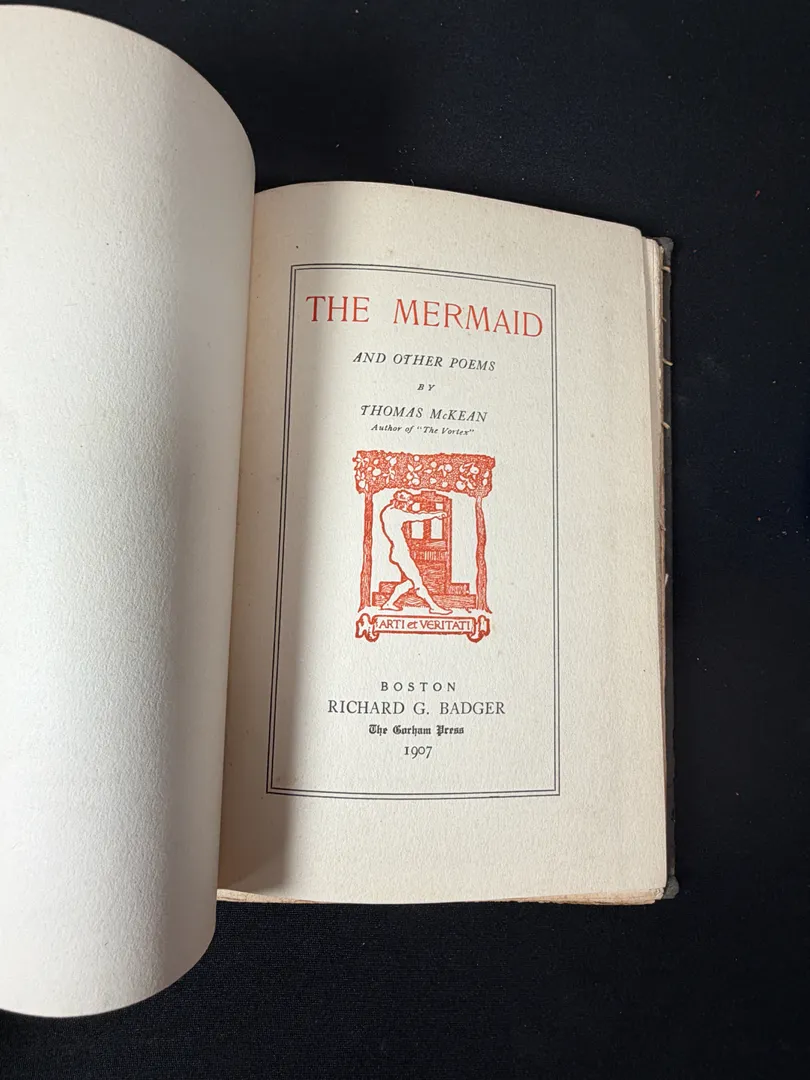 THE MERMAID
AND OTHER POEMS
BY
THOMAS McKEAN
Author of "The Vortex"
ARTI et VERITATI
BOSTON
RICHARD G. BADGER
The Gorham Press
1907